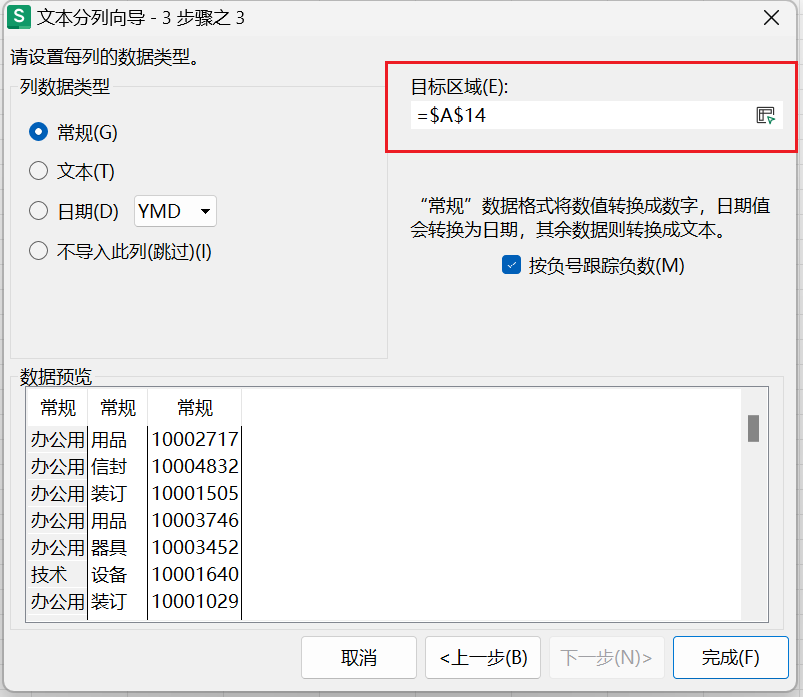 S 文本分列向导 - 3 步骤之 3
请设置每列的数据类型。
列数据类型
目标区域(E):
=$A$14
常规(G)
文本(T)
日期(D) YMD
不导入此列(跳过)(I)
“常规”数据格式将数值转换成数字，日期值
会转换为日期，其余数据则转换成文本。
按负号跟踪负数(M)
数据预览
常规 常规 常规
办公用 用品 10002717
办公用 信封 10004832
办公用 装订 10001505
办公用 用品 10003746
办公用 器具 10003452
技术 设备 10001640
办公用 装订 10001029
取消 <上一步(B) 下一步(N)> 完成(F)